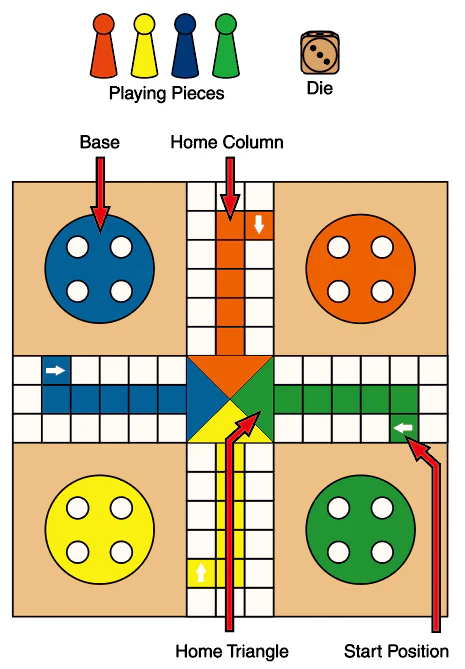 Playing Pieces
Die
Base
Home Column
Home Triangle
Start Position